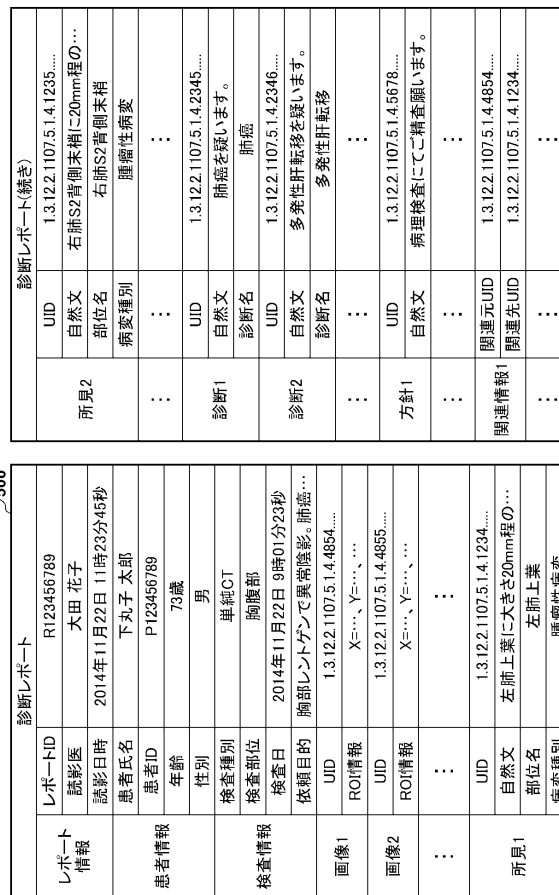 300
診断レポート
レポート情報 レポートID R123456789
読影医 大田 花子
読影日時 2014年11月22日 11時23分45秒
患者情報 患者氏名 下丸子 太郎
患者ID P123456789
年齢 73歳
性別 男
検査情報 検査種別 単純CT
検査部位 胸腹部
検査日 2014年11月22日 9時01分23秒
依頼目的 胸部レントゲンで異常陰影。肺癌…
画像1 UID 1.3.12.2.1107.5.1.4.4854.....
ROI情報 X=…、Y=…、…
画像2 UID 1.3.12.2.1107.5.1.4.4855.....
ROI情報 X=…、Y=…、…
⋮ ⋮
所見1 UID 1.3.12.2.1107.5.1.4.1234.....
自然文 左肺上葉に大きさ20mm程の…
部位名 左肺上葉
病変種別 腫瘤性病変
診断レポート(続き)
所見2 UID 1.3.12.2.1107.5.1.4.1235.....
自然文 右肺S2背側末梢に20mm程の…
部位名 右肺S2背側末梢
病変種別 腫瘤性病変
⋮ ⋮
診断1 UID 1.3.12.2.1107.5.1.4.2345.....
自然文 肺癌を疑います。
診断名 肺癌
診断2 UID 1.3.12.2.1107.5.1.4.2346.....
自然文 多発性肝転移を疑います。
診断名 多発性肝転移
⋮ ⋮
方針1 UID 1.3.12.2.1107.5.1.4.5678.....
自然文 病理検査にてご精査願います。
⋮ ⋮
関連情報1 関連元UID 1.3.12.2.1107.5.1.4.4854.....
関連先UID 1.3.12.2.1107.5.1.4.1234.....
⋮ ⋮